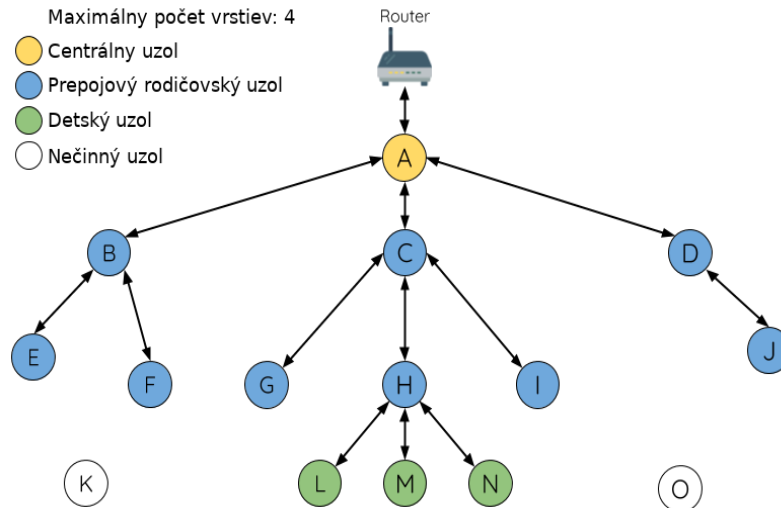 Maximálny počet vrstiev: 4
Router
Centrálny uzol
Prepojový rodičovský uzol
Detský uzol
Nečinný uzol
A
B
C
D
E
F
G
H
I
J
K
L
M
N
O